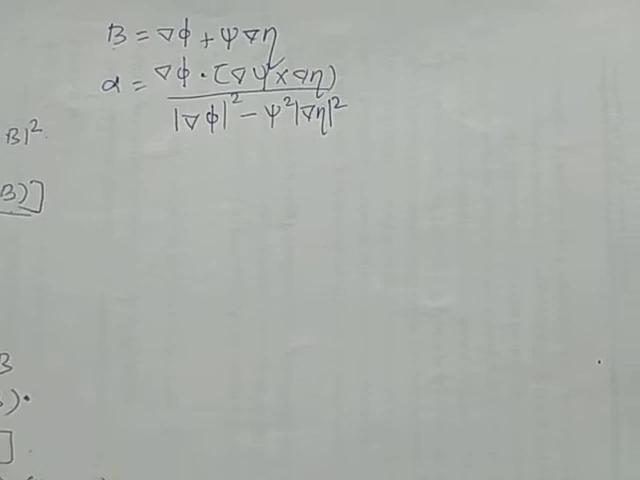 B = ∇ϕ + ψ∇η
α = ∇ϕ · (∇ψ × ∇η) / |∇ϕ|² − ψ²|∇η|²
B|².
B)]
B
)·
]